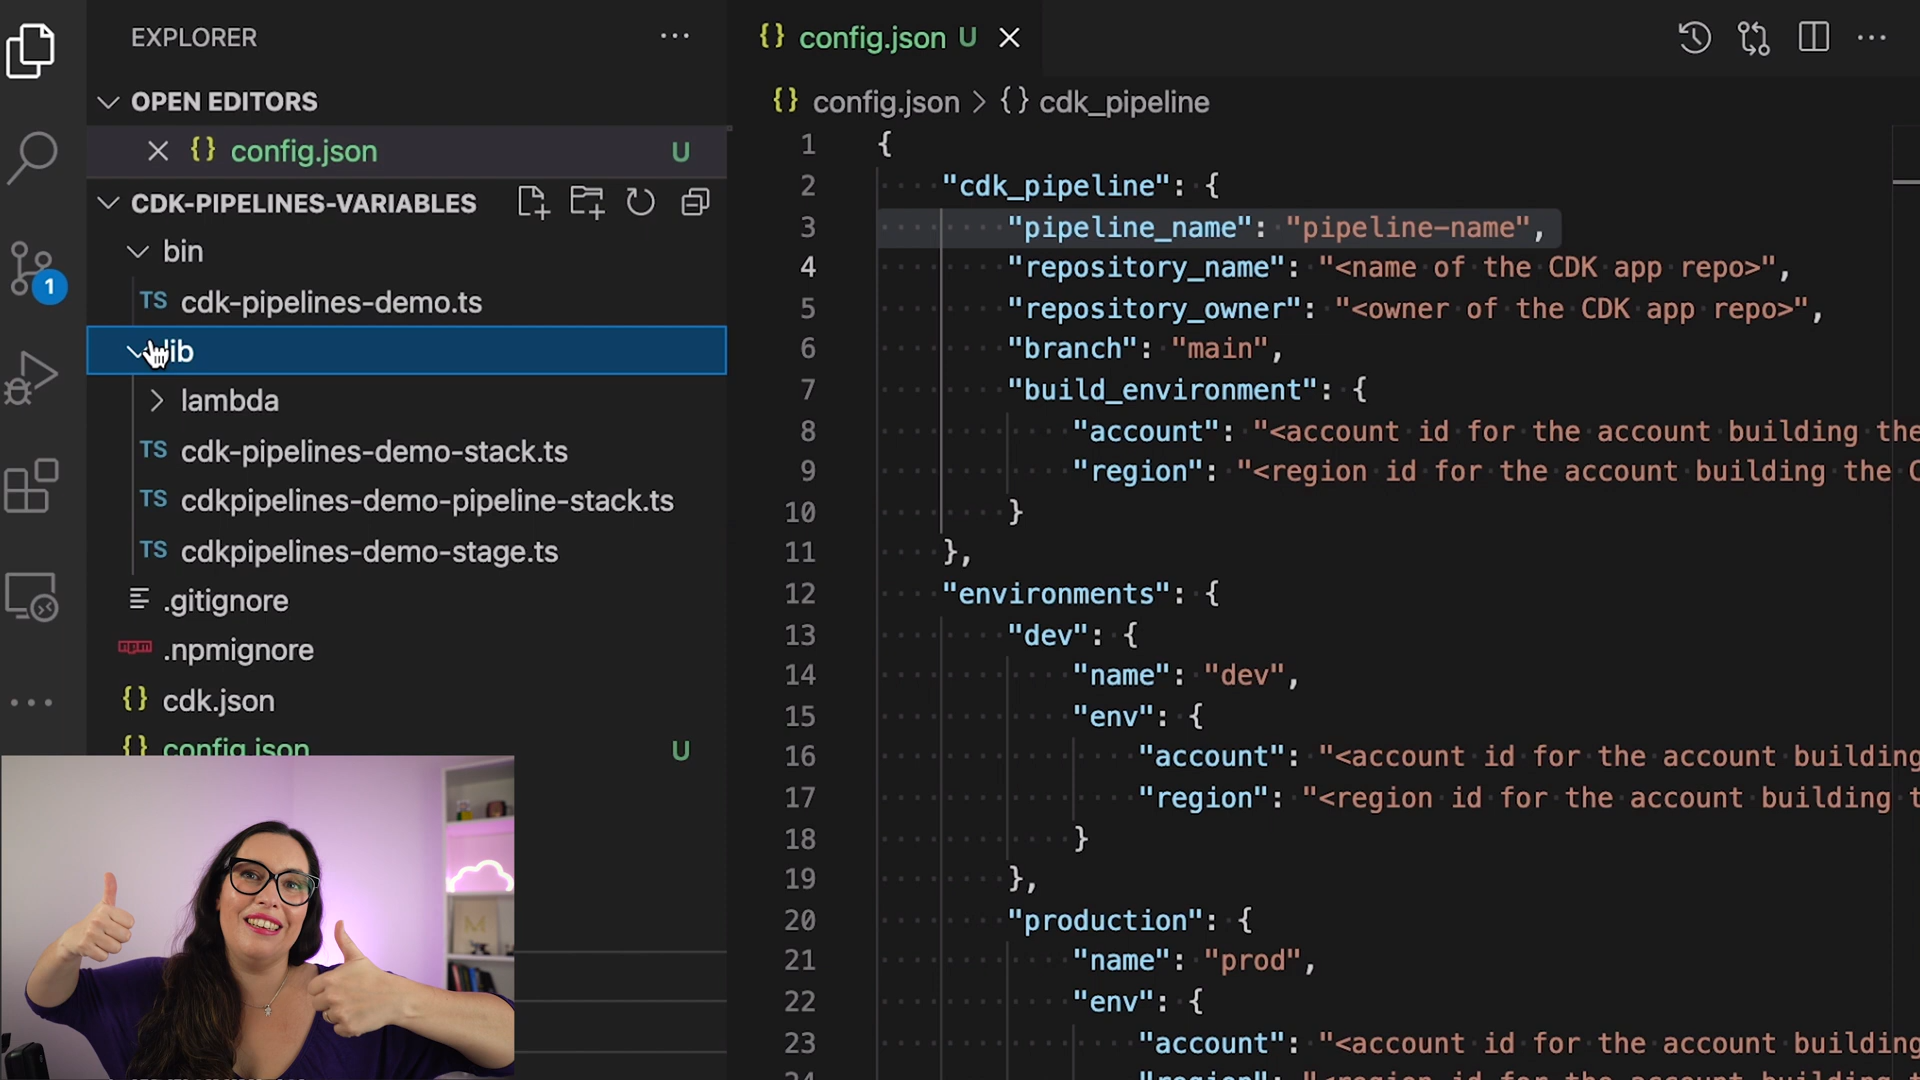 EXPLORER
OPEN EDITORS
{} config.json U
CDK-PIPELINES-VARIABLES
bin
TS cdk-pipelines-demo.ts
lib
lambda
TS cdk-pipelines-demo-stack.ts
TS cdkpipelines-demo-pipeline-stack.ts
TS cdkpipelines-demo-stage.ts
.gitignore
npm .npmignore
{} cdk.json
{} config.json U
1
{} config.json U
{} config.json > {} cdk_pipeline
1 {
2 "cdk_pipeline": {
3 "pipeline_name": "pipeline-name",
4 "repository_name": "<name of the CDK app repo>",
5 "repository_owner": "<owner of the CDK app repo>",
6 "branch": "main",
7 "build_environment": {
8 "account": "<account id for the account building the
9 "region": "<region id for the account building the C
10 }
11 },
12 "environments": {
13 "dev": {
14 "name": "dev",
15 "env": {
16 "account": "<account id for the account building
17 "region": "<region id for the account building t
18 }
19 },
20 "production": {
21 "name": "prod",
22 "env": {
23 "account": "<account id for the account building